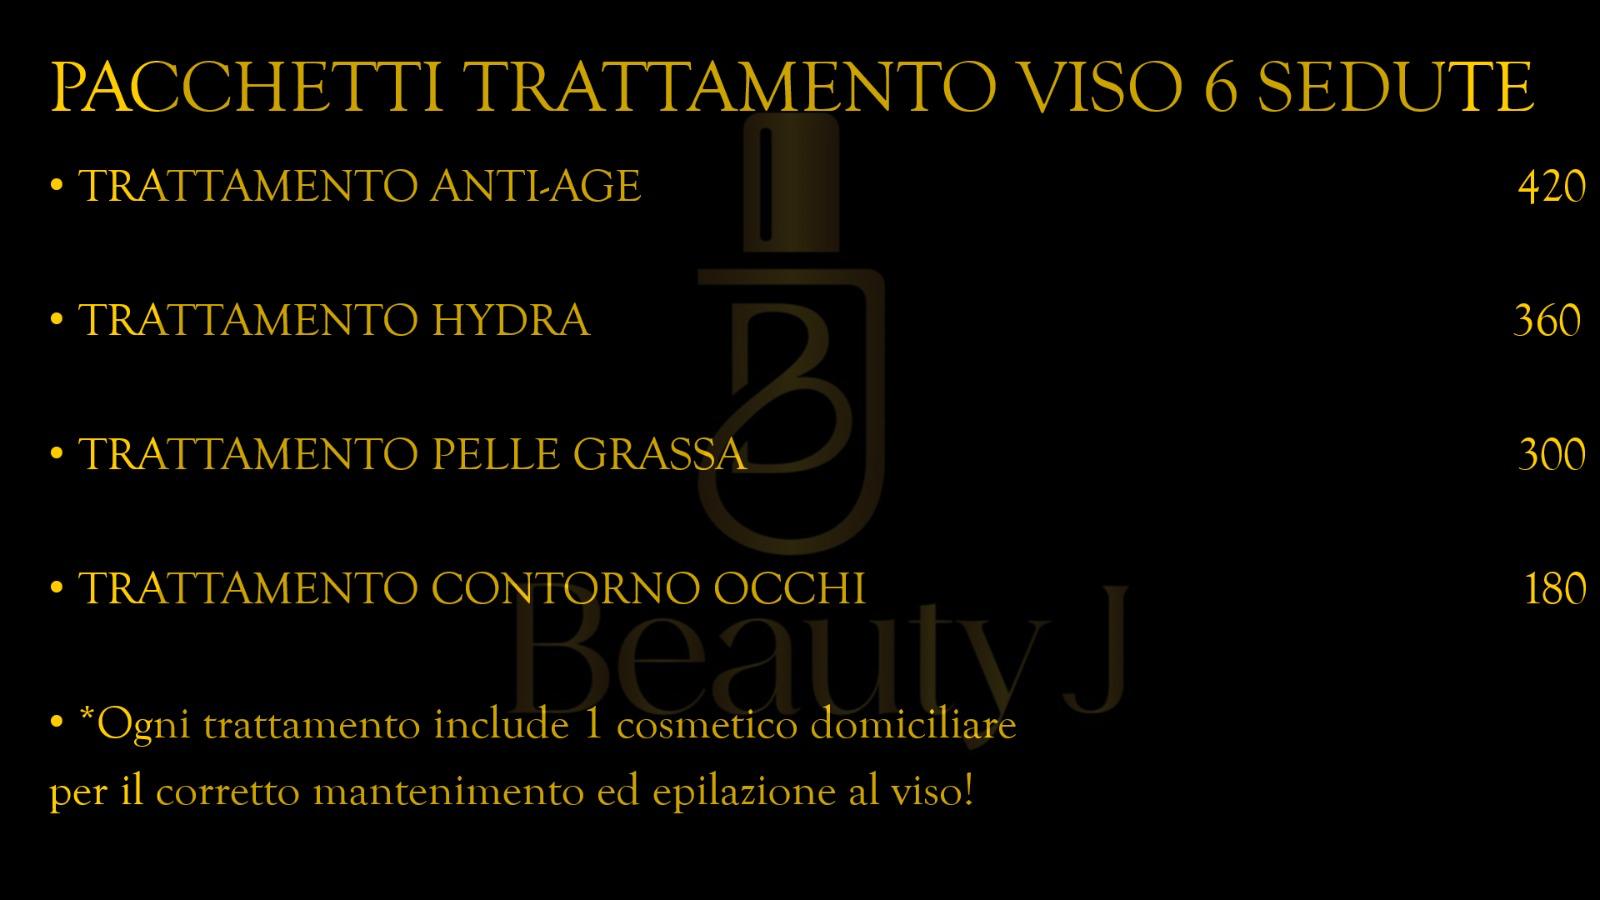 PACCHETTI TRATTAMENTO VISO 6 SEDUTE
• TRATTAMENTO ANTI-AGE 420
• TRATTAMENTO HYDRA 360
• TRATTAMENTO PELLE GRASSA 300
• TRATTAMENTO CONTORNO OCCHI 180
Beauty J
• *Ogni trattamento include 1 cosmetico domiciliare
per il corretto mantenimento ed epilazione al viso!